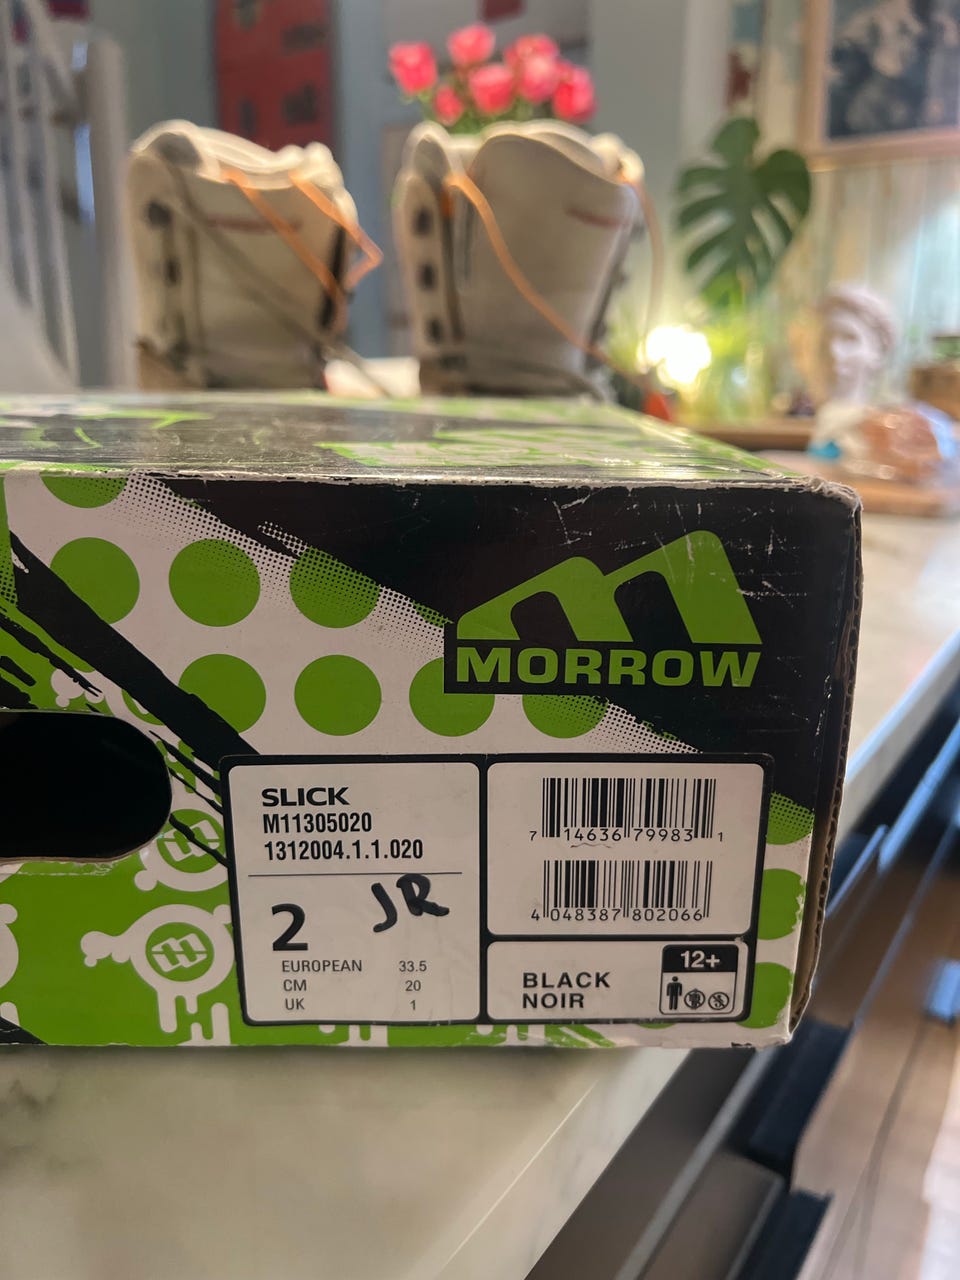 MORROW
SLICK
M11305020
1312004.1.1.020
2 JR
EUROPEAN 33.5
CM 20
UK 1
7 14636 79983 1
4 048387 802066
BLACK
NOIR
12+